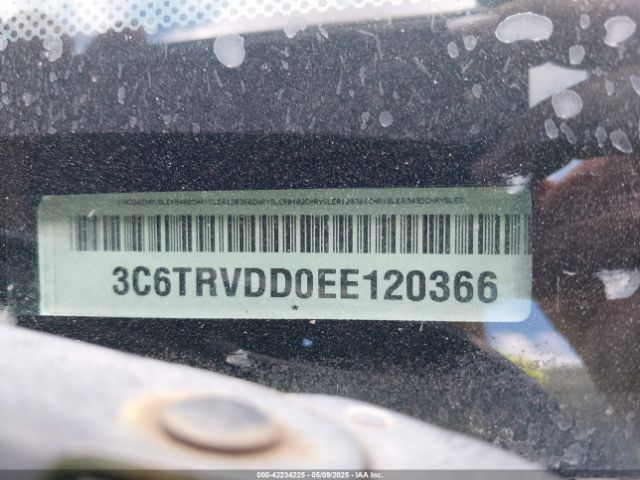 3C6TRVDD0EE120366
*
000-42234225 | 05/09/2025 | IAA Inc.